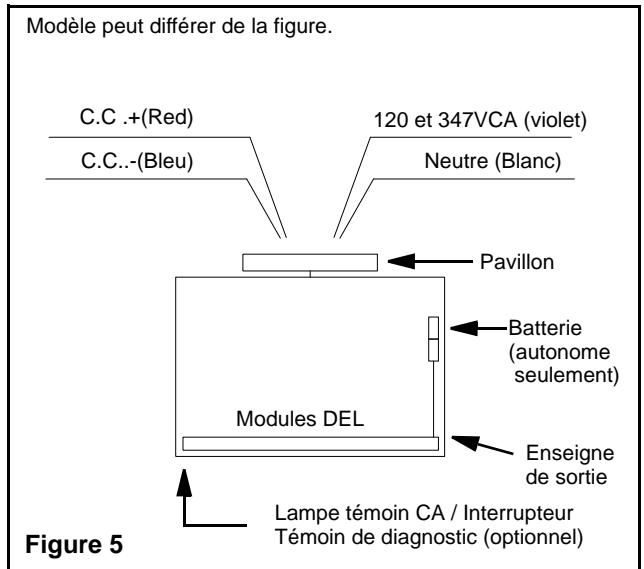 Modèle peut différer de la figure.
C.C .+(Red)
120 et 347VCA (violet)
C.C..-(Bleu)
Neutre (Blanc)
Pavillon
Batterie
(autonome
seulement)
Modules DEL
Enseigne
de sortie
Lampe témoin CA / Interrupteur
Témoin de diagnostic (optionnel)
Figure 5